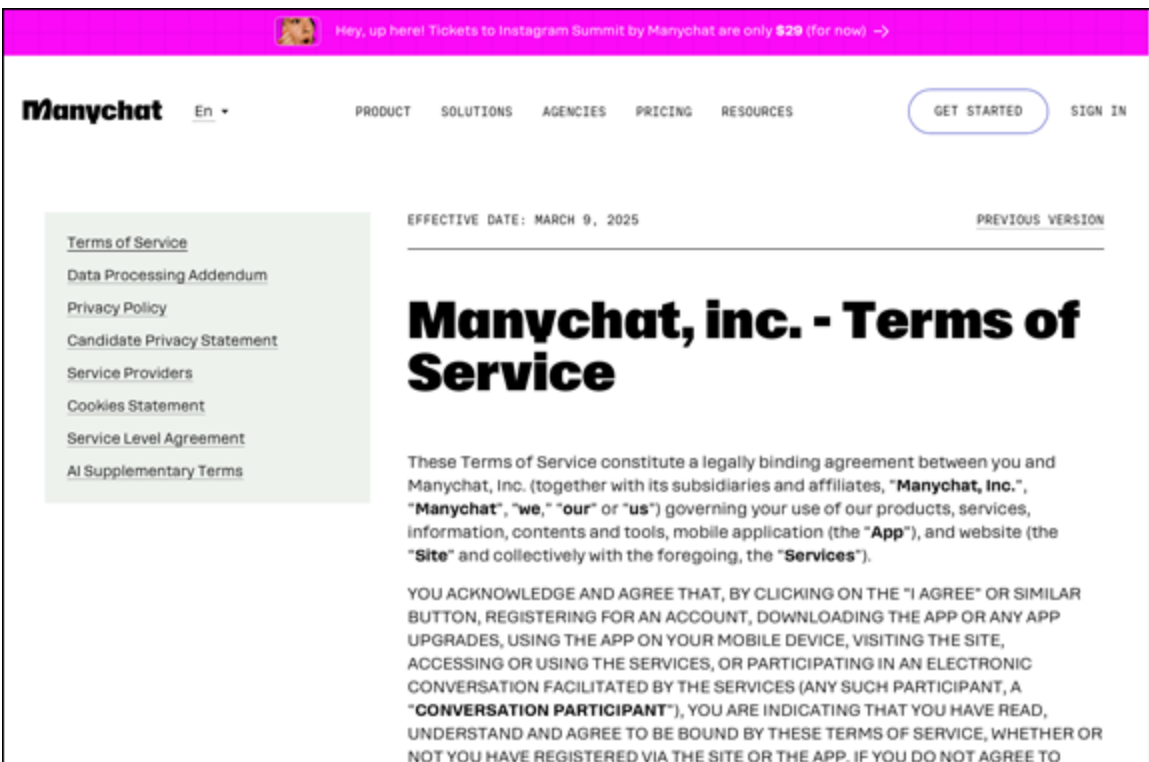 Hey, up here! Tickets to Instagram Summit by Manychat are only $29 (for now) →
Manychat En PRODUCT SOLUTIONS AGENCIES PRICING RESOURCES GET STARTED SIGN IN
Terms of Service
Data Processing Addendum
Privacy Policy
Candidate Privacy Statement
Service Providers
Cookies Statement
Service Level Agreement
AI Supplementary Terms
EFFECTIVE DATE: MARCH 9, 2025 PREVIOUS VERSION
Manychat, inc. - Terms of
Service
These Terms of Service constitute a legally binding agreement between you and
Manychat, Inc. (together with its subsidiaries and affiliates, "Manychat, Inc.",
"Manychat", "we," "our" or "us") governing your use of our products, services,
information, contents and tools, mobile application (the "App"), and website (the
"Site" and collectively with the foregoing, the "Services").
YOU ACKNOWLEDGE AND AGREE THAT, BY CLICKING ON THE "I AGREE" OR SIMILAR
BUTTON, REGISTERING FOR AN ACCOUNT, DOWNLOADING THE APP OR ANY APP
UPGRADES, USING THE APP ON YOUR MOBILE DEVICE, VISITING THE SITE,
ACCESSING OR USING THE SERVICES, OR PARTICIPATING IN AN ELECTRONIC
CONVERSATION FACILITATED BY THE SERVICES (ANY SUCH PARTICIPANT, A
"CONVERSATION PARTICIPANT"), YOU ARE INDICATING THAT YOU HAVE READ,
UNDERSTAND AND AGREE TO BE BOUND BY THESE TERMS OF SERVICE, WHETHER OR
NOT YOU HAVE REGISTERED VIA THE SITE OR THE APP. IF YOU DO NOT AGREE TO